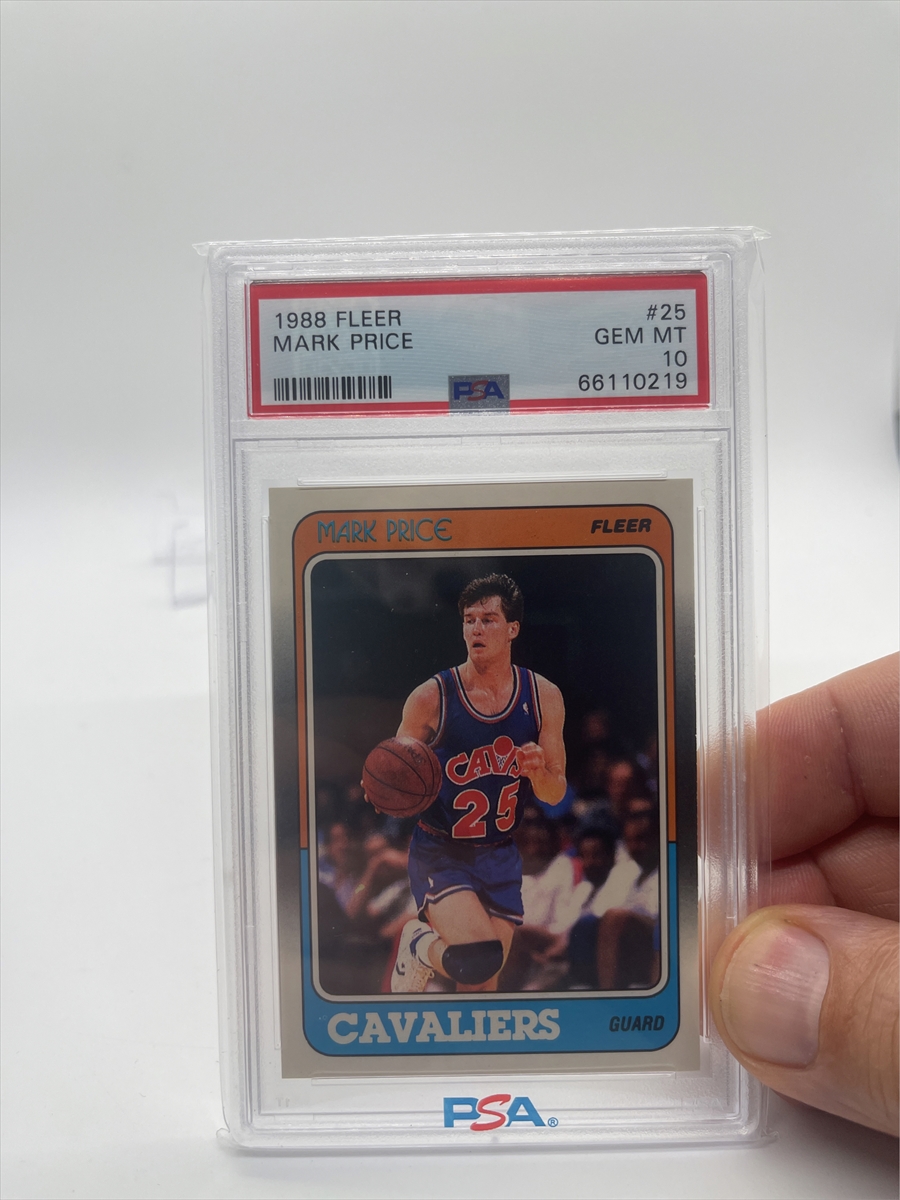 1988 FLEER #25
MARK PRICE GEM MT
10
66110219
PSA
MARK PRICE FLEER
CAVS
25
CAVALIERS GUARD
PSA®